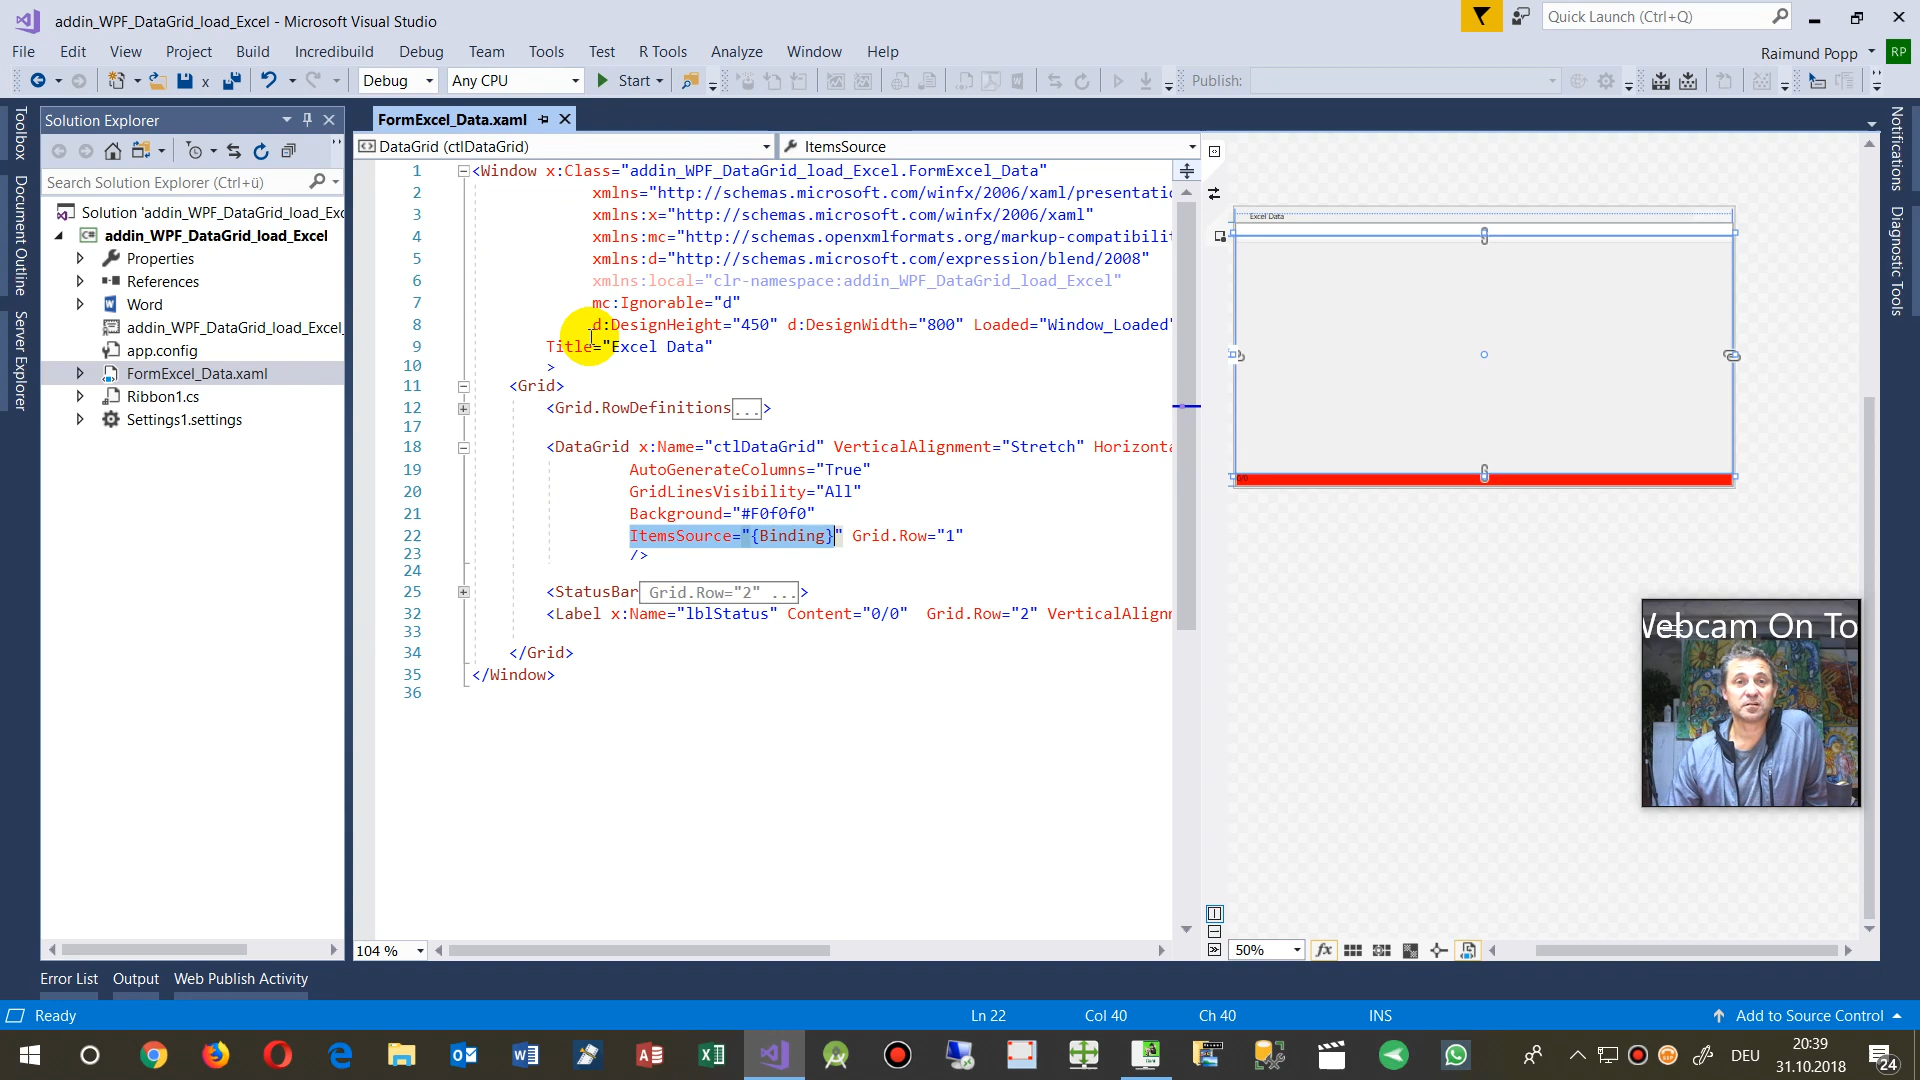 addin_WPF_DataGrid_load_Excel - Microsoft Visual Studio
Quick Launch (Ctrl+Q)
File Edit View Project Build Incredibuild Debug Team Tools Test R Tools Analyze Window Help
Raimund Popp RP
Debug Any CPU Start Publish:
Toolbox
Document Outline
Server Explorer
Solution Explorer
Search Solution Explorer (Ctrl+ü)
Solution 'addin_WPF_DataGrid_load_Exc
addin_WPF_DataGrid_load_Excel
Properties
References
Word
addin_WPF_DataGrid_load_Excel_
app.config
FormExcel_Data.xaml
Ribbon1.cs
Settings1.settings
FormExcel_Data.xaml
DataGrid (ctlDataGrid) ItemsSource
1 <Window x:Class="addin_WPF_DataGrid_load_Excel.FormExcel_Data"
2 xmlns="http://schemas.microsoft.com/winfx/2006/xaml/presentatio
3 xmlns:x="http://schemas.microsoft.com/winfx/2006/xaml"
4 xmlns:mc="http://schemas.openxmlformats.org/markup-compatibilit
5 xmlns:d="http://schemas.microsoft.com/expression/blend/2008"
6 xmlns:local="clr-namespace:addin_WPF_DataGrid_load_Excel"
7 mc:Ignorable="d"
8 d:DesignHeight="450" d:DesignWidth="800" Loaded="Window_Loaded"
9 Title="Excel Data"
10 >
11 <Grid>
12 <Grid.RowDefinitions...>
17
18 <DataGrid x:Name="ctlDataGrid" VerticalAlignment="Stretch" Horizonta
19 AutoGenerateColumns="True"
20 GridLinesVisibility="All"
21 Background="#F0f0f0"
22 ItemsSource="{Binding}" Grid.Row="1"
23 />
24
25 <StatusBar Grid.Row="2" ...>
32 <Label x:Name="lblStatus" Content="0/0" Grid.Row="2" VerticalAlignm
33
34 </Grid>
35 </Window>
36
104 %
Excel Data
0/0
Webcam On To
50%
Notifications
Diagnostic Tools
Error List Output Web Publish Activity
Ready Ln 22 Col 40 Ch 40 INS Add to Source Control
DEU
20:39
31.10.2018
24